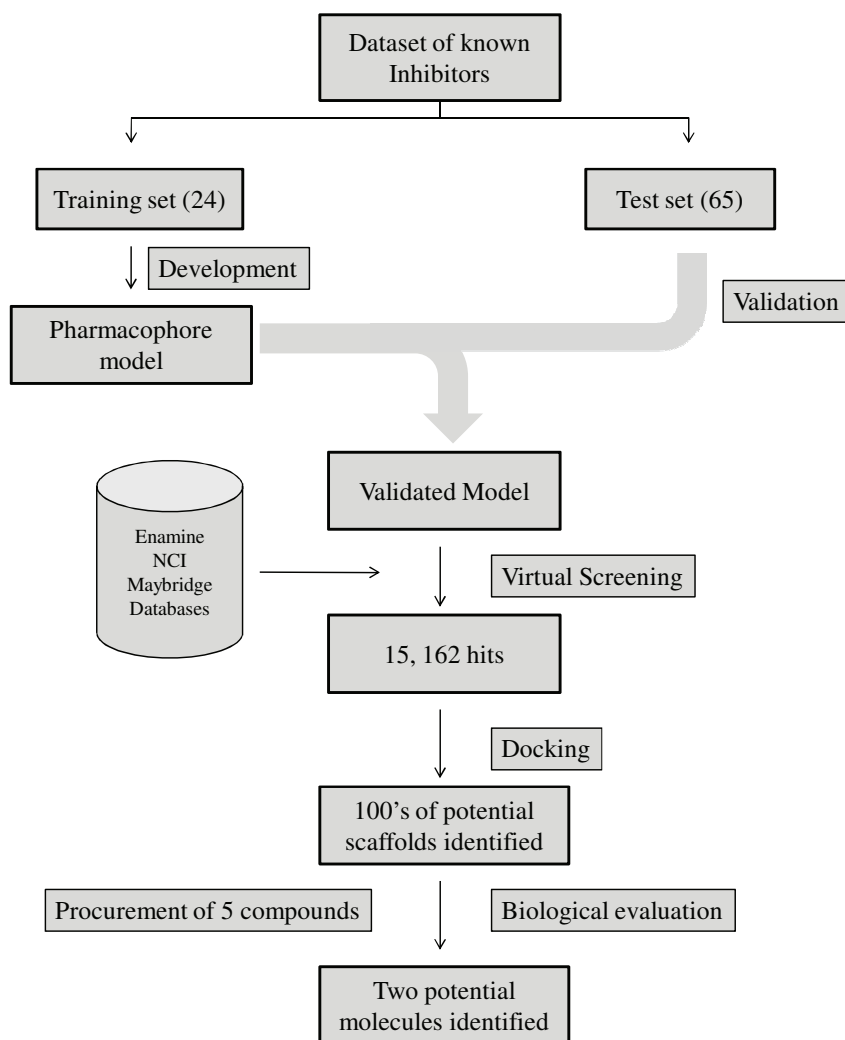 Dataset of known
Inhibitors
Training set (24)
Test set (65)
Development
Validation
Pharmacophore
model
Validated Model
Enamine
NCI
Maybridge
Databases
Virtual Screening
15, 162 hits
Docking
100's of potential
scaffolds identified
Procurement of 5 compounds
Biological evaluation
Two potential
molecules identified